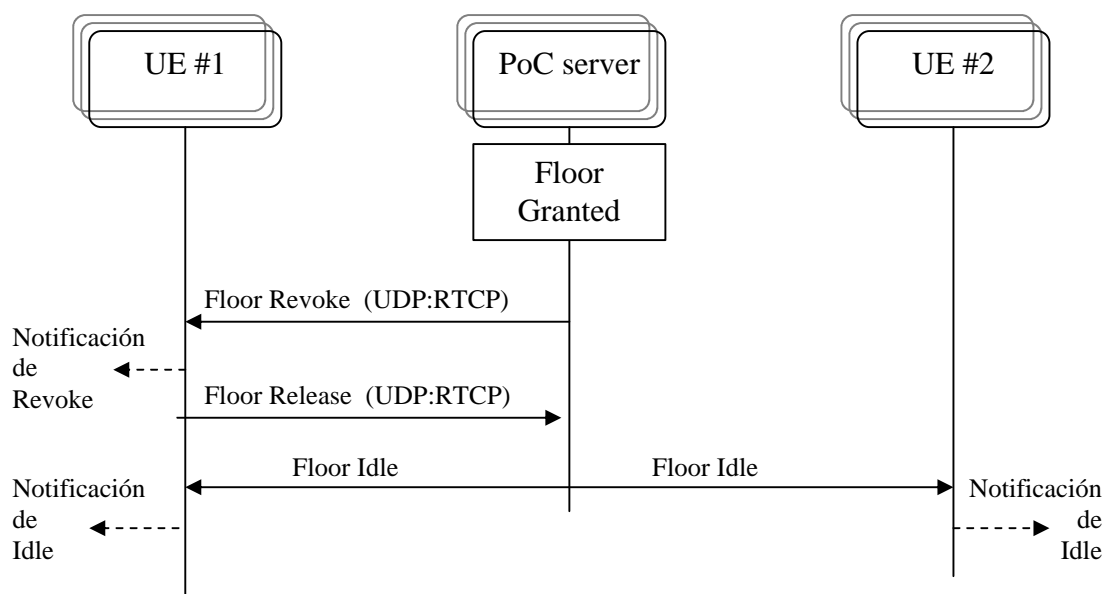 UE #1
PoC server
UE #2
Floor
Granted
Floor Revoke (UDP:RTCP)
Notificación
de
Revoke
Floor Release (UDP:RTCP)
Floor Idle
Floor Idle
Notificación
de
Idle
Notificación
de
Idle